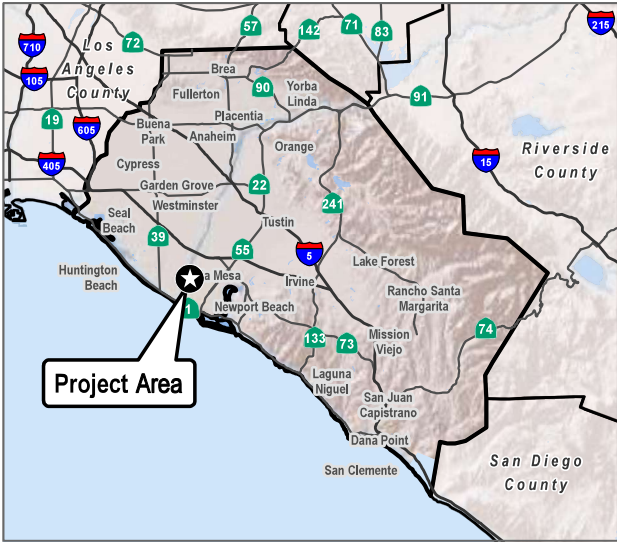 57
142
71
83
215
710
Los
Angeles
County
72
105
Brea
90
Yorba
Linda
91
Fullerton
19
605
Placentia
Buena
Park
Anaheim
Orange
15
Riverside
County
405
Cypress
Garden Grove
22
241
Westminster
Seal
Beach
Tustin
39
55
5
Lake Forest
Huntington
Beach
a Mesa
Irvine
Rancho Santa
Margarita
1
Newport Beach
133
73
Mission
Viejo
74
Project Area
Laguna
Niguel
San Juan
Capistrano
Dana Point
San Clemente
San Diego
County